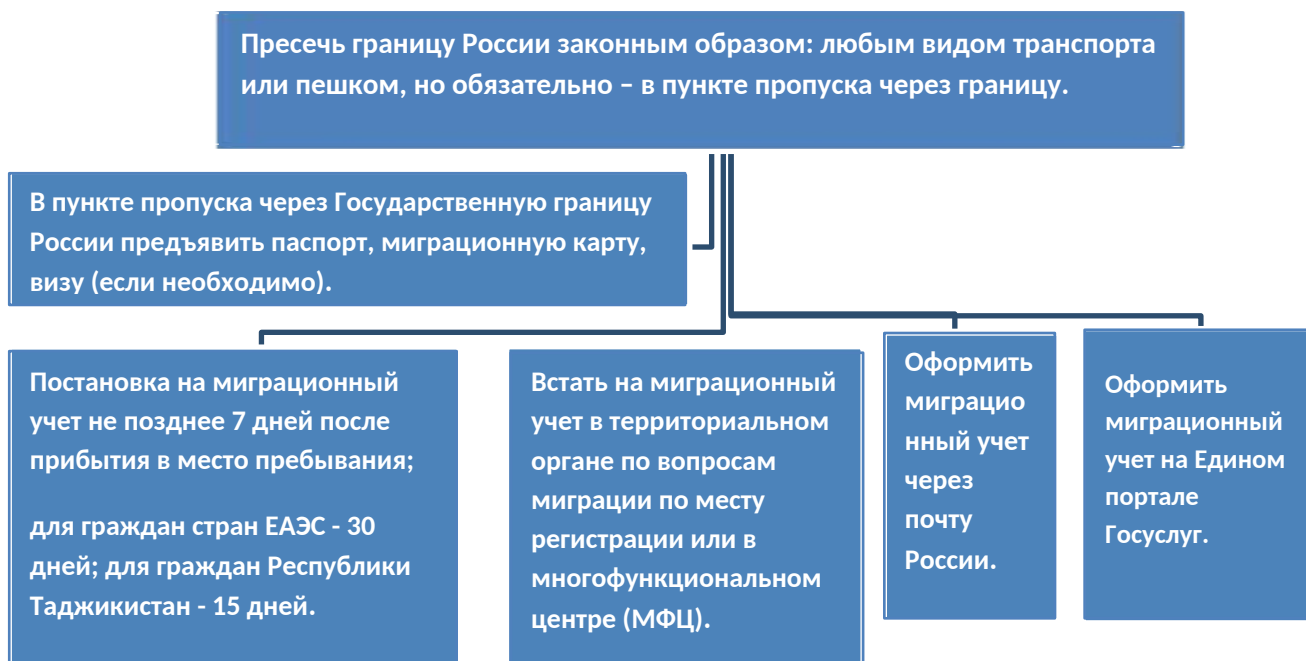 Пресечь границу России законным образом: любым видом транспорта
или пешком, но обязательно – в пункте пропуска через границу.
В пункте пропуска через Государственную границу
России предъявить паспорт, миграционную карту,
визу (если необходимо).
Постановка на миграционный
учет не позднее 7 дней после
прибытия в место пребывания;
для граждан стран ЕАЭС - 30
дней; для граждан Республики
Таджикистан - 15 дней.
Встать на миграционный
учет в территориальном
органе по вопросам
миграции по месту
регистрации или в
многофункциональном
центре (МФЦ).
Оформить
миграцио
нный учет
через
почту
России.
Оформить
миграционный
учет на Едином
портале
Госуслуг.